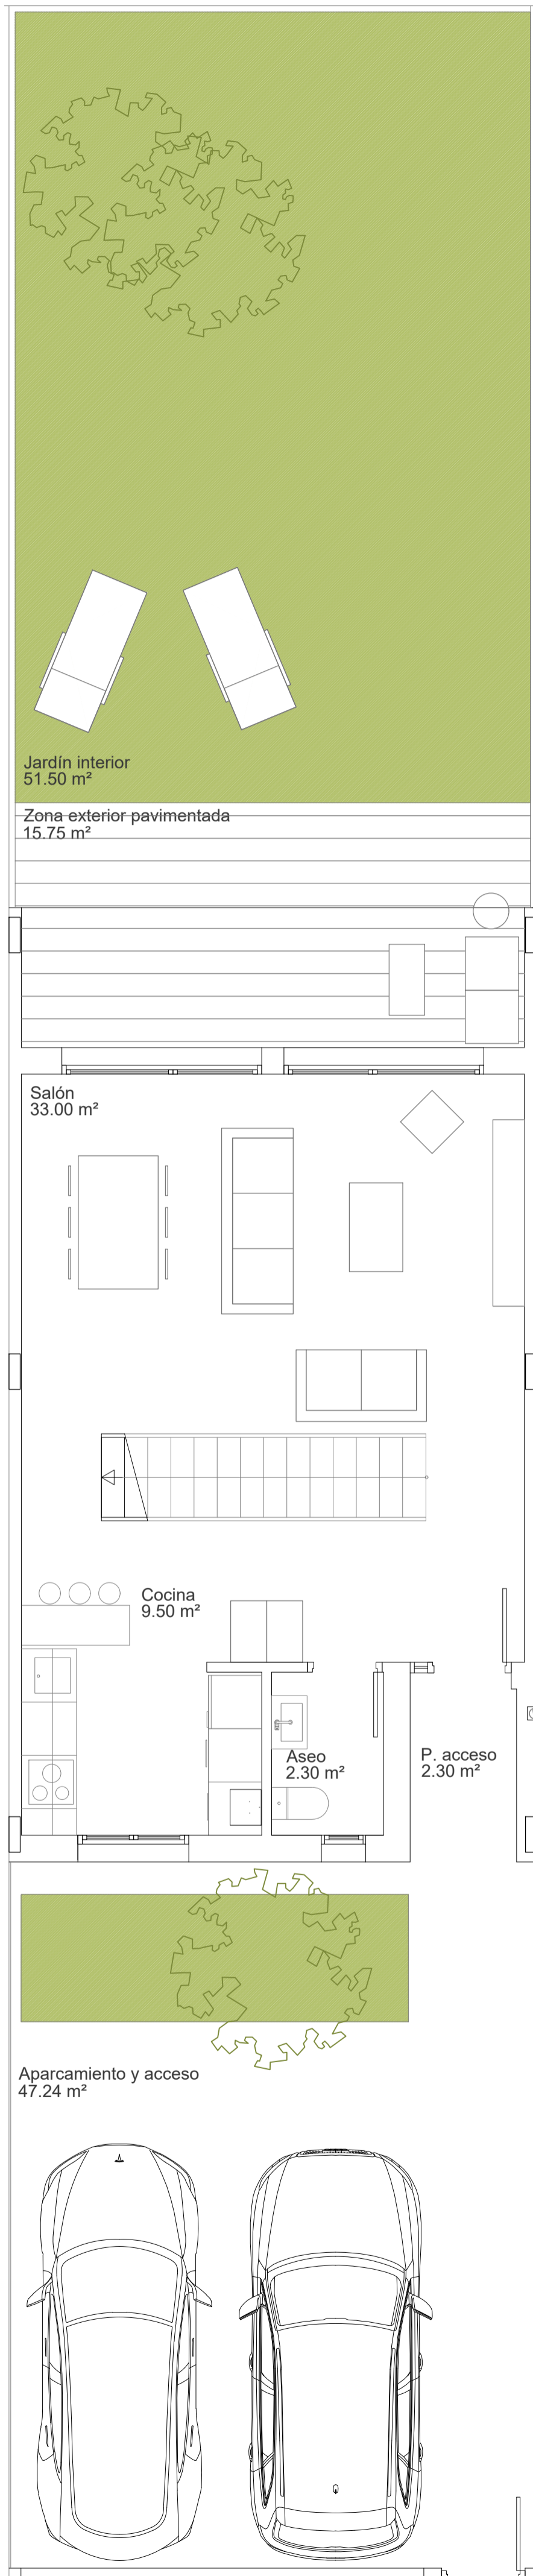 Jardín interior
51.50 m²
Zona exterior pavimentada
15.75 m²
Salón
33.00 m²
Cocina
9.50 m²
Aseo
2.30 m²
P. acceso
2.30 m²
Aparcamiento y acceso
47.24 m²